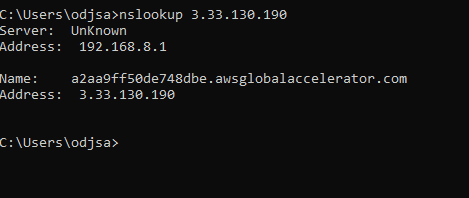 C:\Users\odjsa>nslookup 3.33.130.190
Server:  UnKnown
Address:  192.168.8.1

Name:    a2aa9ff50de748dbe.awsglobalaccelerator.com
Address:  3.33.130.190

C:\Users\odjsa>